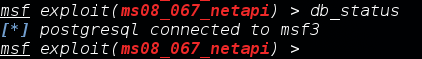 msf exploit(ms08_067_netapi) > db_status
[*] postgresql connected to msf3
msf exploit(ms08_067_netapi) >